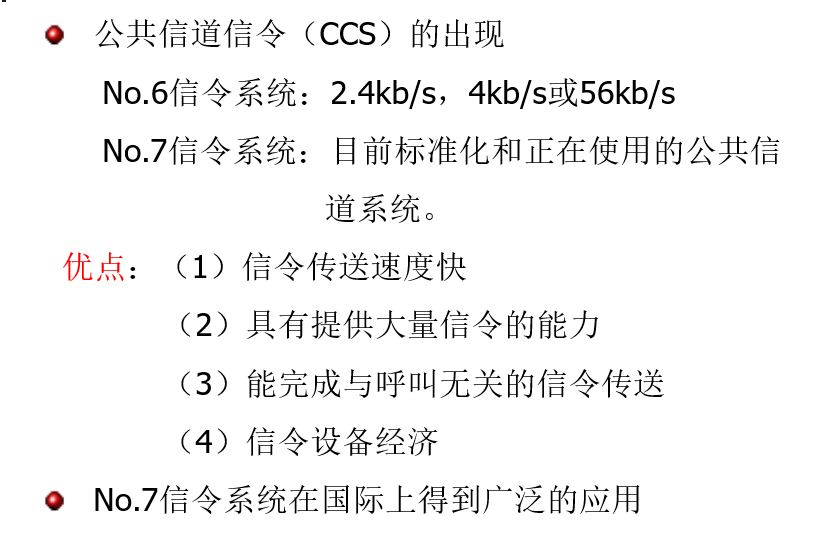 公共信道信令（CCS）的出现
No.6信令系统：2.4kb/s，4kb/s或56kb/s
No.7信令系统：目前标准化和正在使用的公共信
道系统。
优点：（1）信令传送速度快
（2）具有提供大量信令的能力
（3）能完成与呼叫无关的信令传送
（4）信令设备经济
No.7信令系统在国际上得到广泛的应用